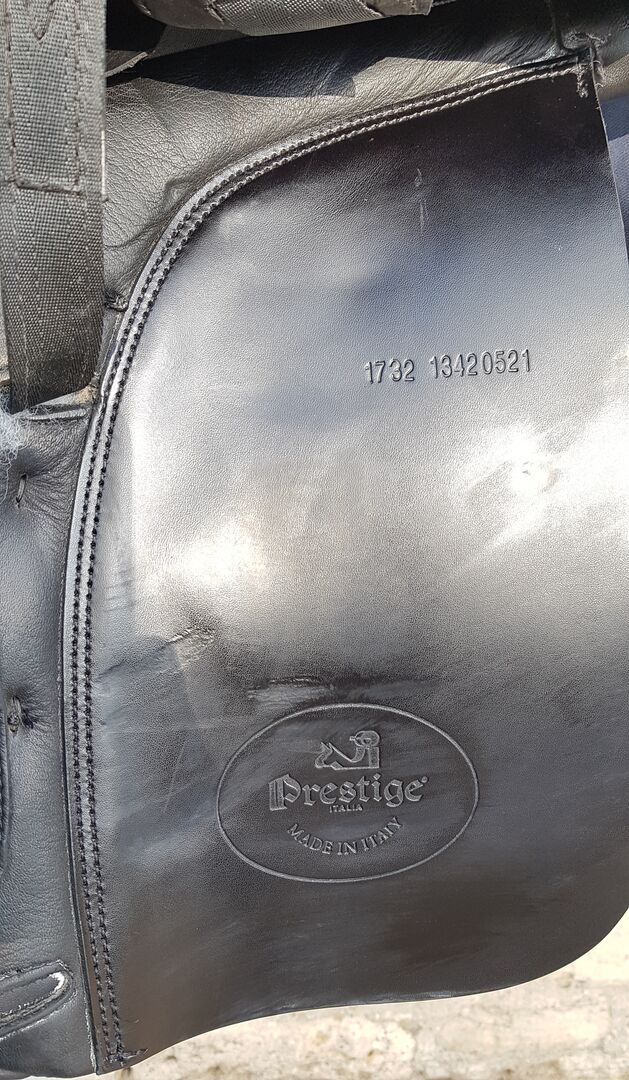 1732 13420521
Prestige®
ITALIA
MADE IN ITALY